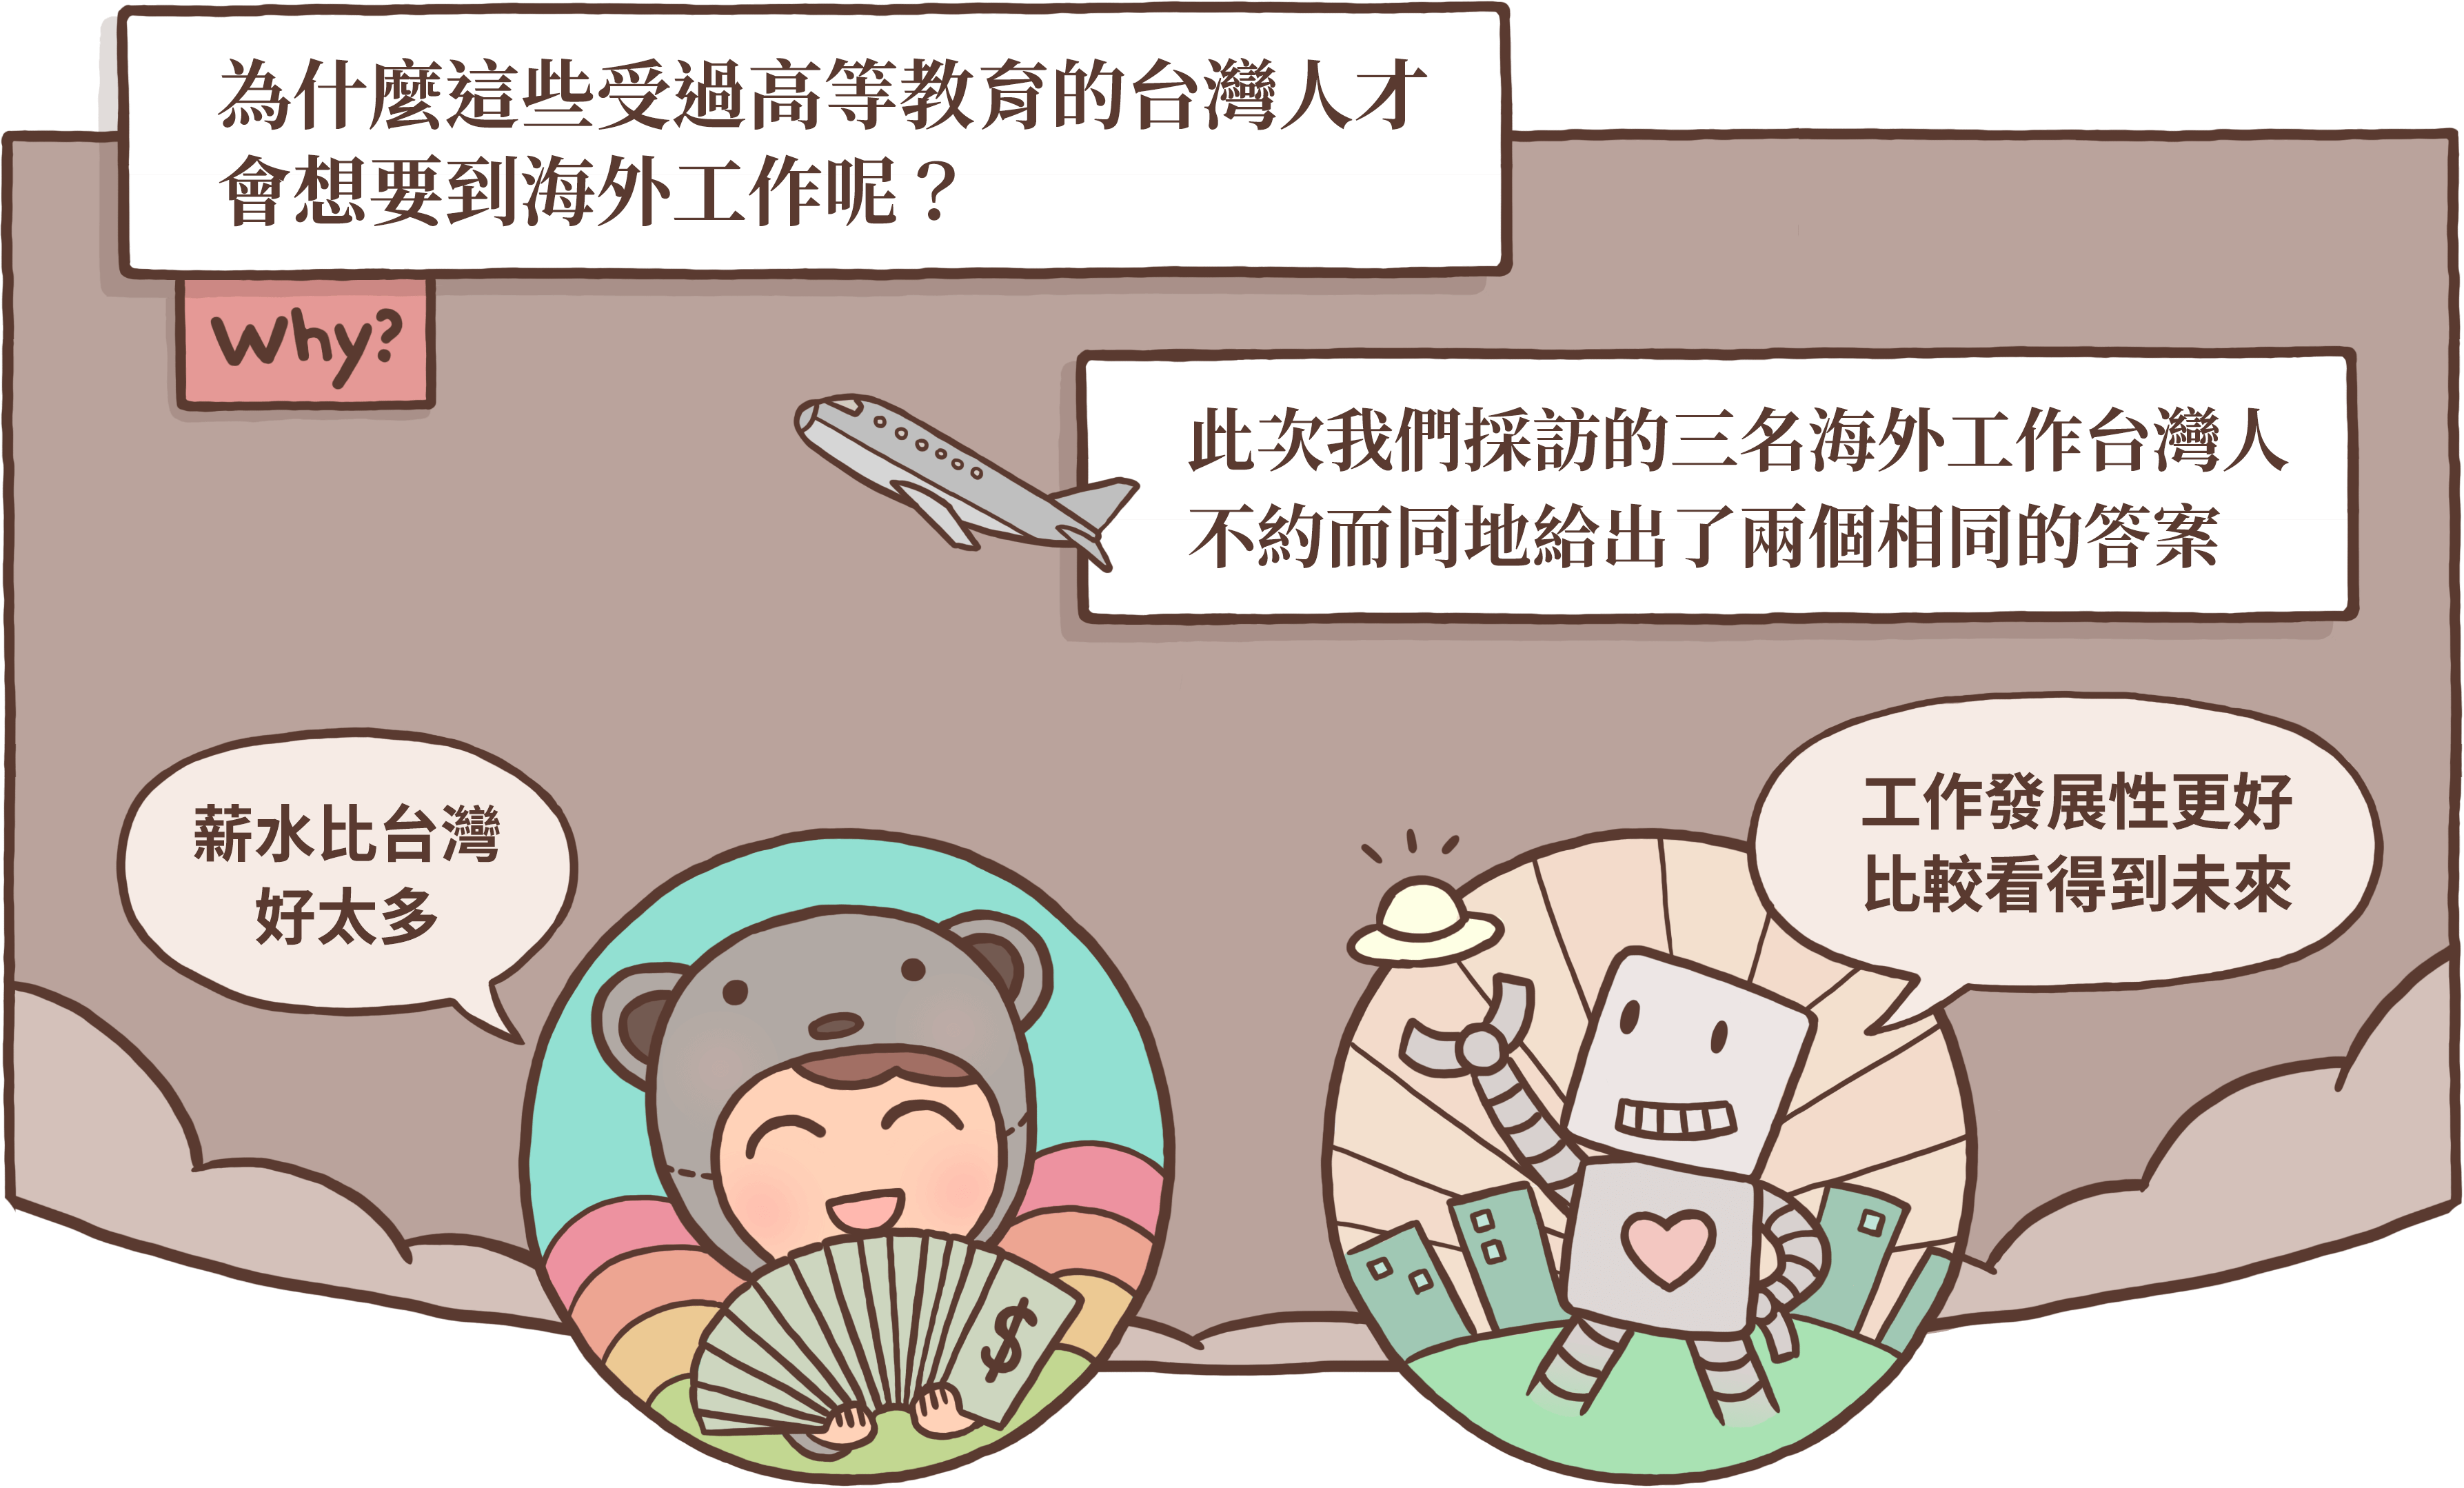 為什麼這些受過高等教育的台灣人才
會想要到海外工作呢？
Why?
此次我們採訪的三名海外工作台灣人
不約而同地給出了兩個相同的答案
薪水比台灣
好太多
工作發展性更好
比較看得到未來
$